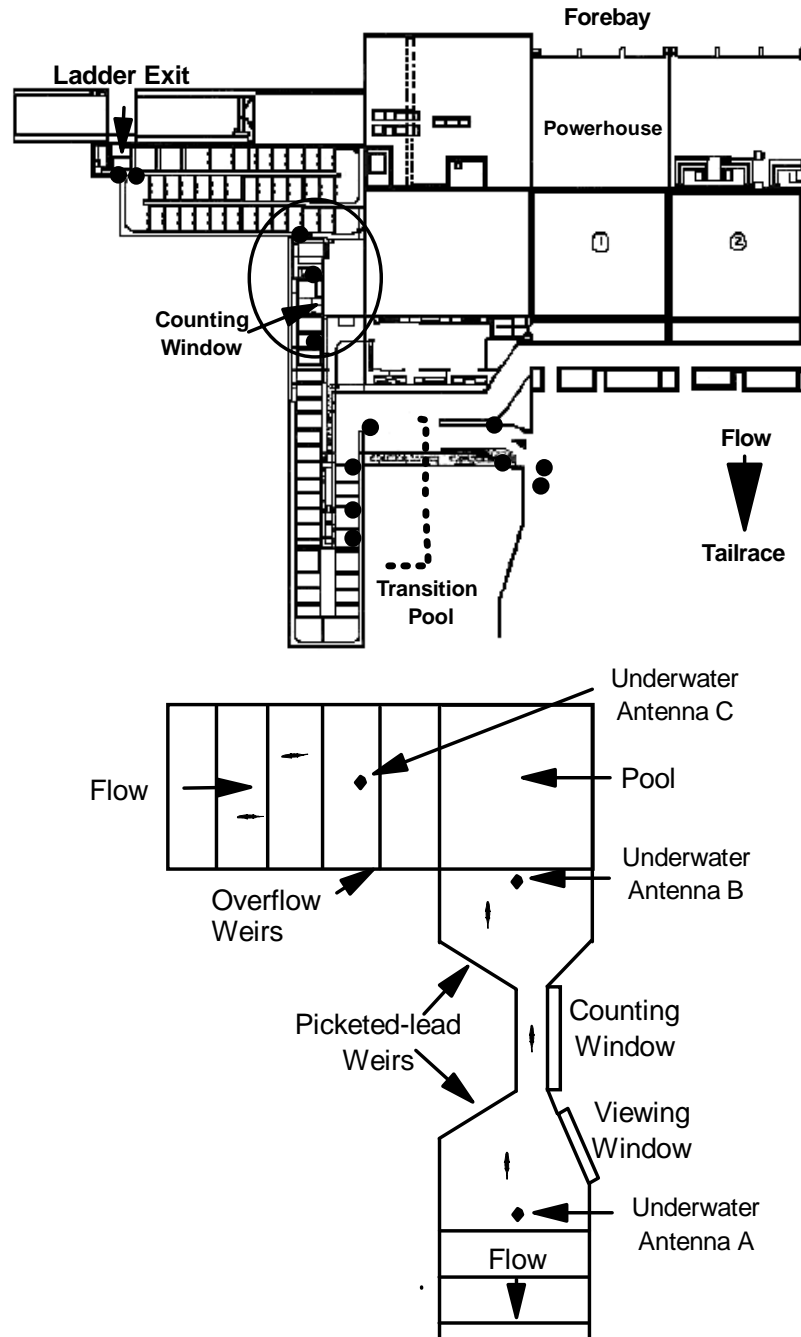 Forebay
Ladder Exit
Powerhouse
1
2
Counting
Window
Flow
Tailrace
Transition
Pool
Underwater
Antenna C
Flow
Pool
Underwater
Antenna B
Overflow
Weirs
Counting
Window
Picketed-lead
Weirs
Viewing
Window
Underwater
Antenna A
Flow